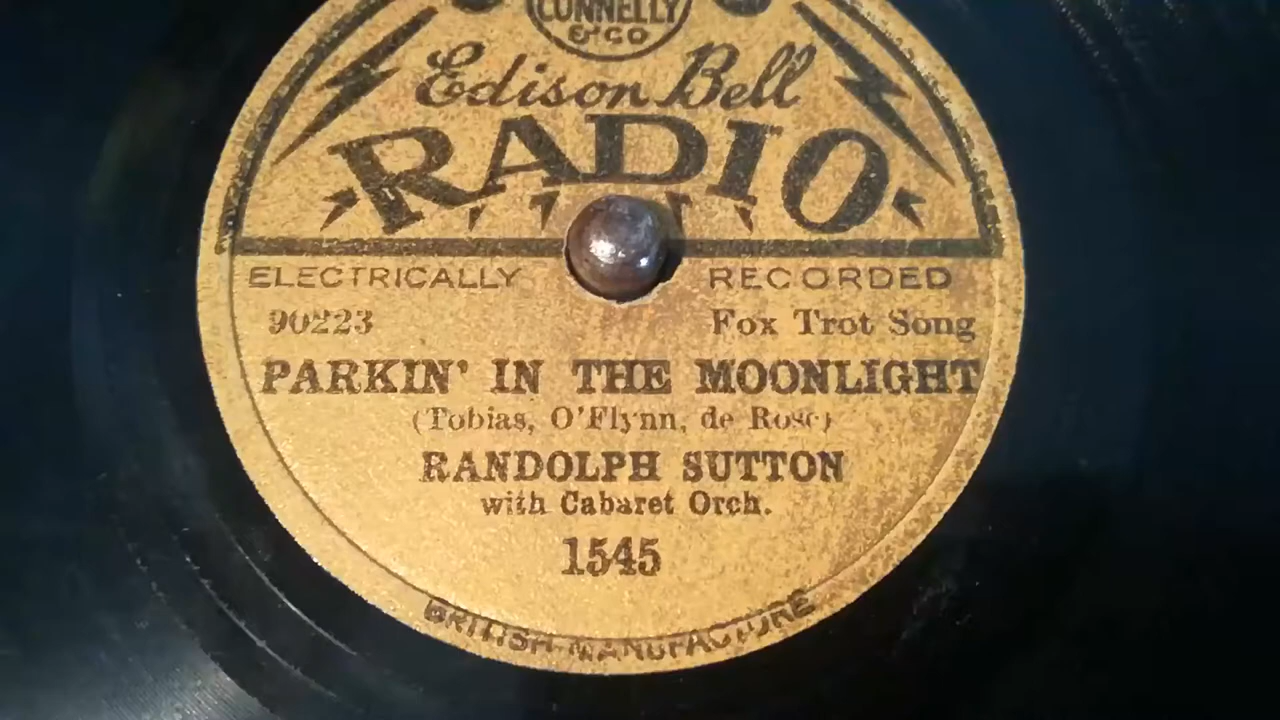 CONNELLY
& CO
Edison Bell
RADIO
ELECTRICALLY RECORDED
90223 Fox Trot Song
PARKIN' IN THE MOONLIGHT
(Tobias, O'Flynn, de Rose)
RANDOLPH SUTTON
with Cabaret Orch.
1545
BRITISH MANUFACTURE